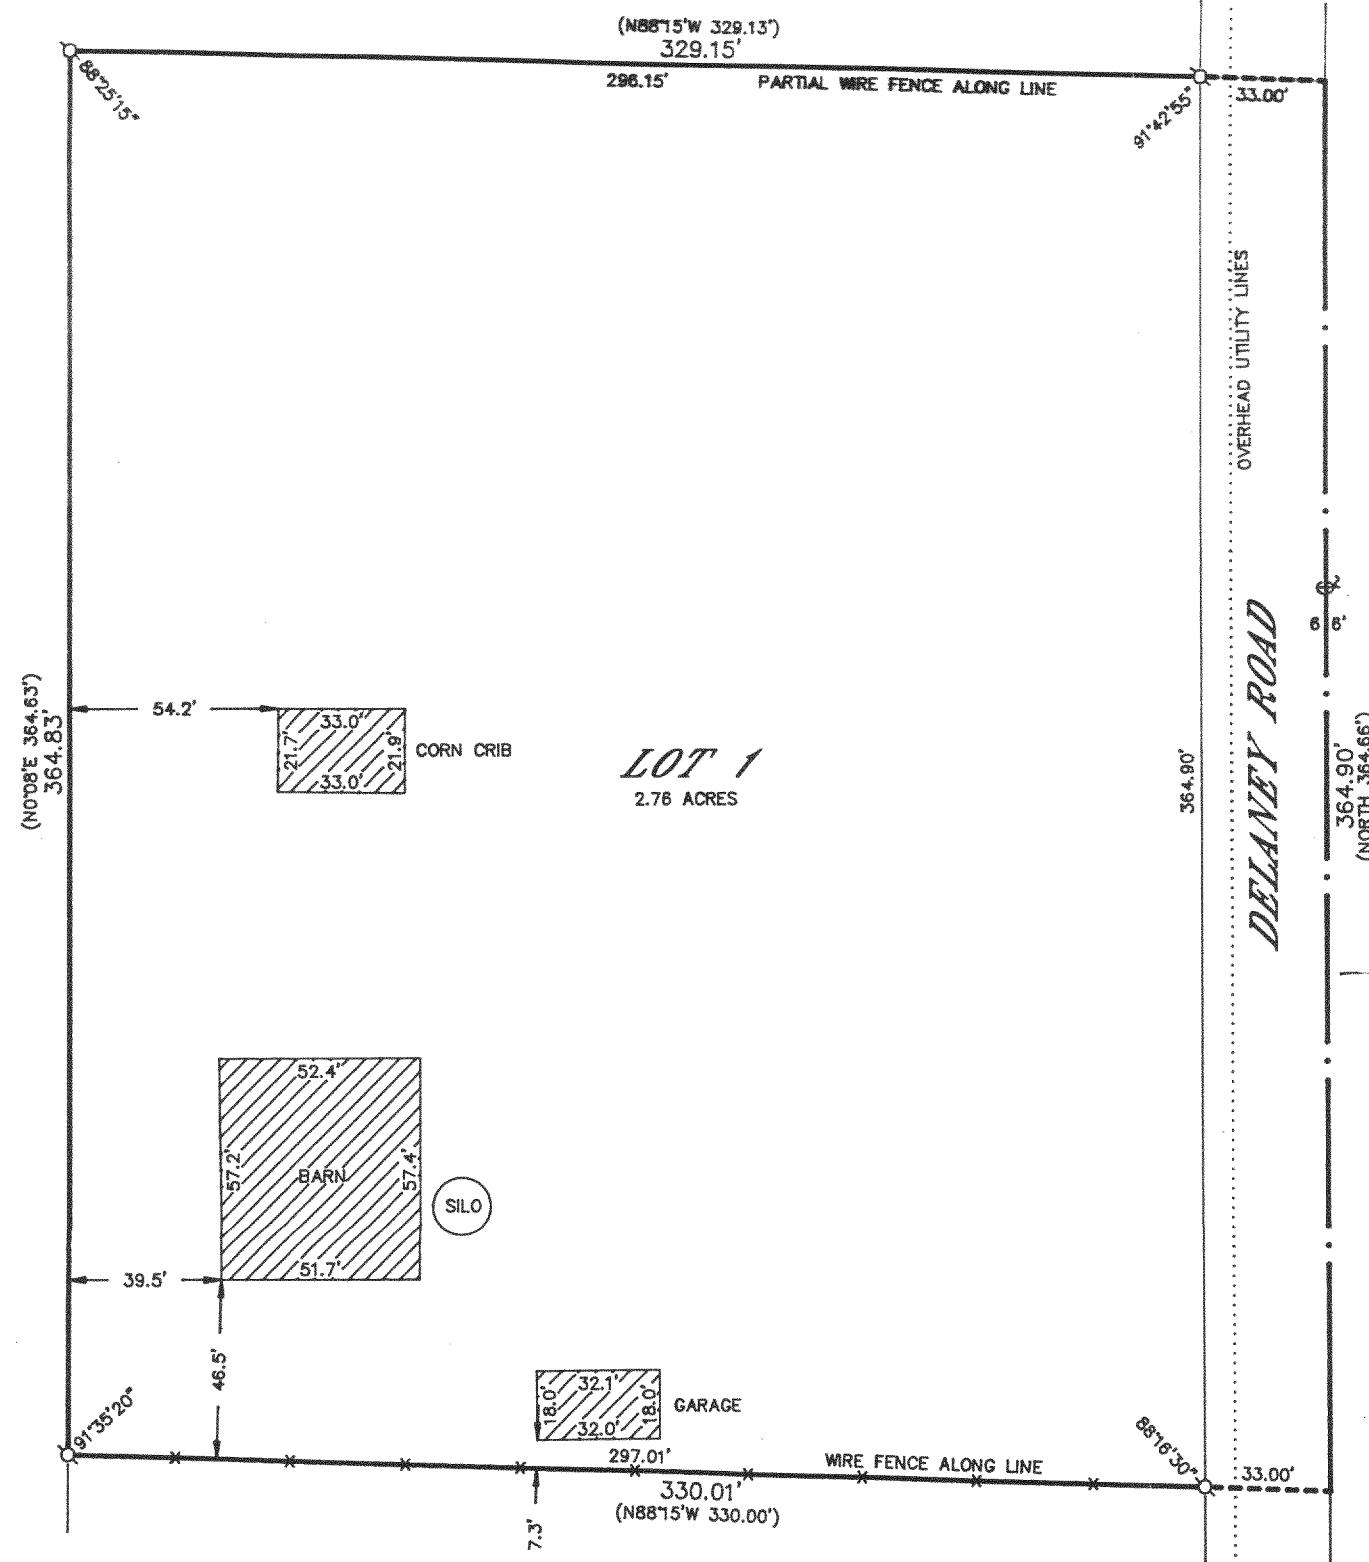 (N88°15'W 329.13')
329.15'
296.15'
PARTIAL WIRE FENCE ALONG LINE
33.00'
88°25'15"
91°42'55"
OVERHEAD UTILITY LINES
DELANEY ROAD
66'
(N0°08'E 364.63')
364.83'
54.2'
33.0'
21.7'
21.9'
33.0'
CORN CRIB
LOT 1
2.76 ACRES
364.90'
364.90'
(NORTH 364.66')
52.4'
57.2'
BARN
57.4'
51.7'
SILO
39.5'
46.5'
32.1'
18.0'
18.0'
32.0'
GARAGE
91°35'20"
88°16'30"
297.01'
WIRE FENCE ALONG LINE
33.00'
330.01'
(N88°15'W 330.00')
7.3'